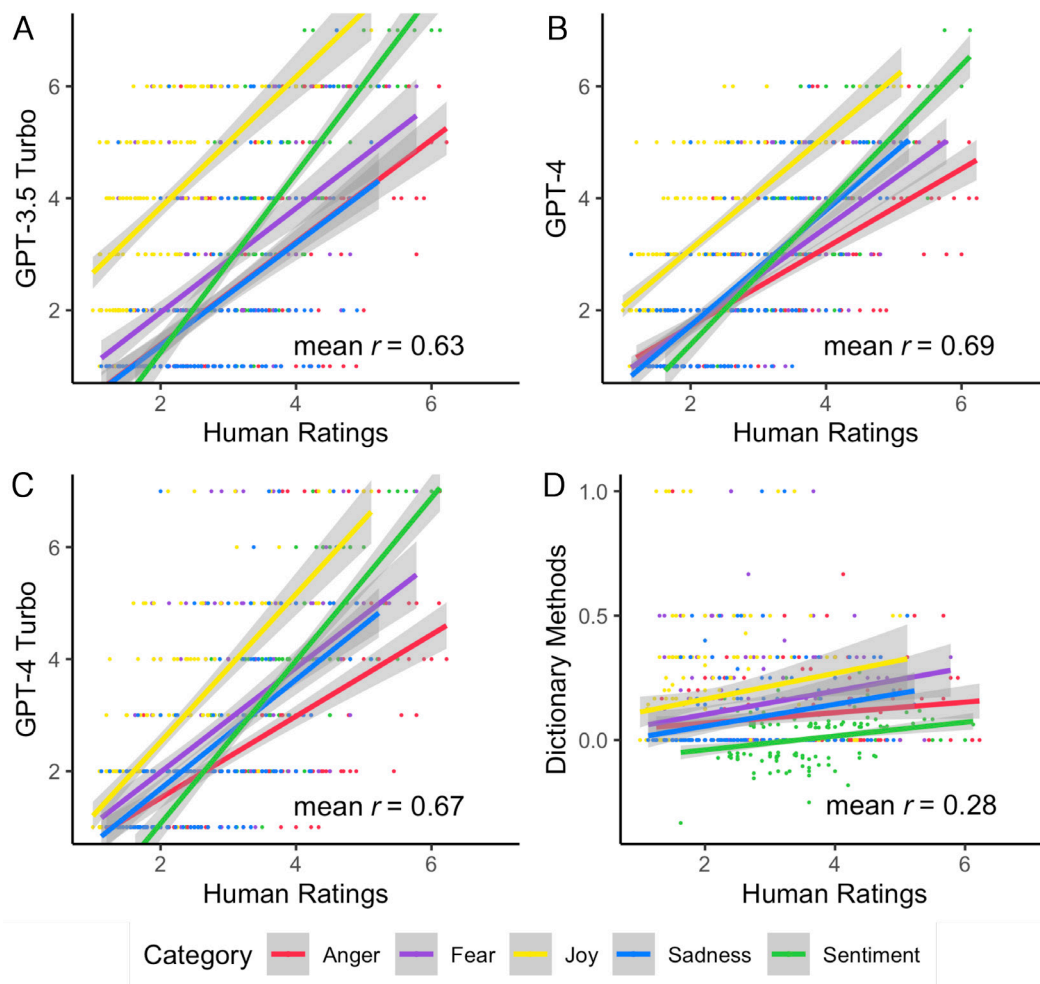 A
GPT-3.5 Turbo
6
4
2
mean r = 0.63
2 4 6
Human Ratings
B
GPT-4
6
4
2
mean r = 0.69
2 4 6
Human Ratings
C
GPT-4 Turbo
6
4
2
mean r = 0.67
2 4 6
Human Ratings
D
Dictionary Methods
1.0
0.5
0.0
mean r = 0.28
2 4 6
Human Ratings
Category Anger Fear Joy Sadness Sentiment